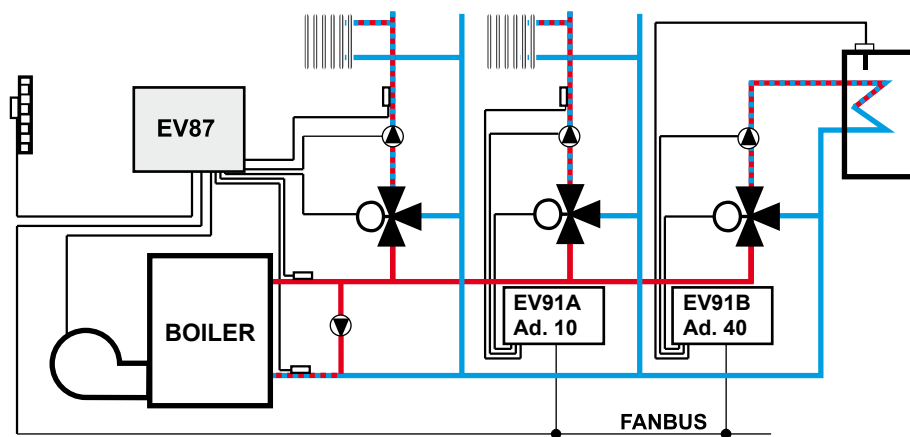 EV87
EV91A
Ad. 10
EV91B
Ad. 40
BOILER
FANBUS